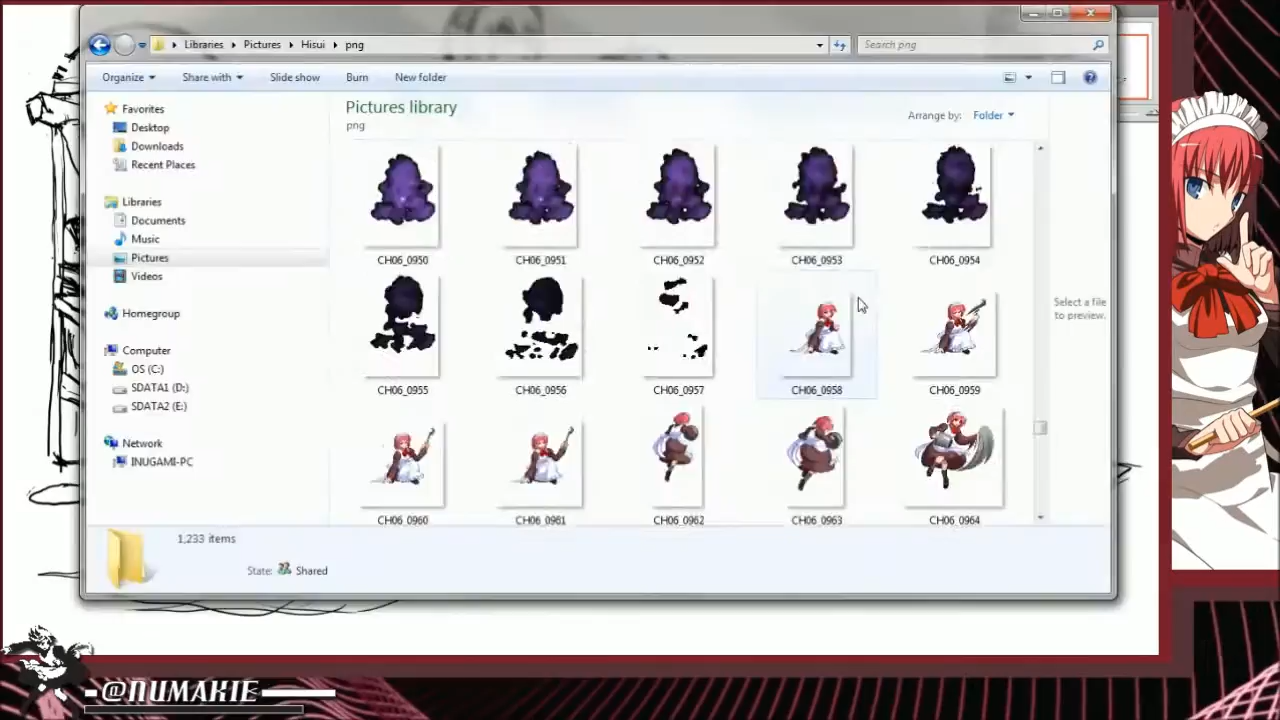 Libraries Pictures Hisui png
Search png
Organize Share with Slide show Burn New folder
Favorites
Desktop
Downloads
Recent Places
Libraries
Documents
Music
Pictures
Videos
Homegroup
Computer
OS (C:)
SDATA1 (D:)
SDATA2 (E:)
Network
INUGAMI-PC
Pictures library
png
Arrange by: Folder
CH06_0950 CH06_0951 CH06_0952 CH06_0953 CH06_0954
CH06_0955 CH06_0956 CH06_0957 CH06_0958 CH06_0959
CH06_0960 CH06_0961 CH06_0962 CH06_0963 CH06_0964
Select a file
to preview.
1,233 items
State: Shared
@NUMAKIE